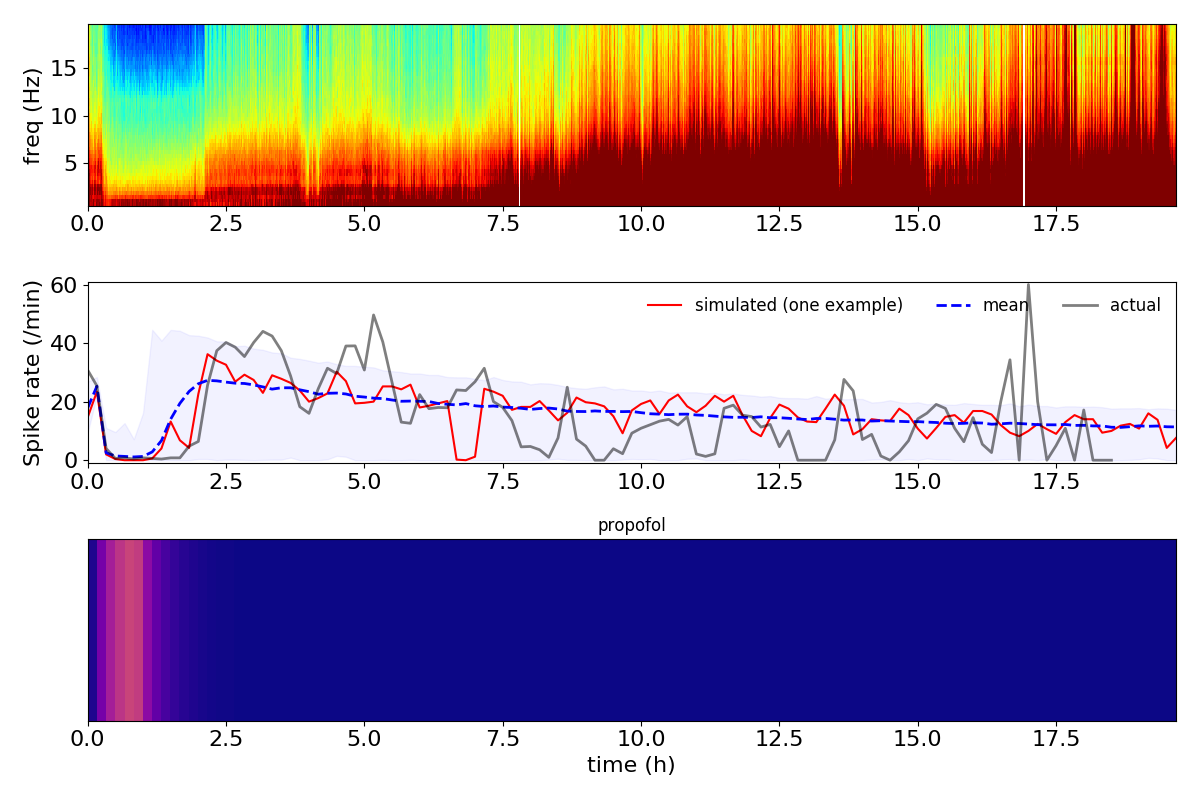 freq (Hz)
15
10
5
0.0 2.5 5.0 7.5 10.0 12.5 15.0 17.5
Spike rate (/min)
60
40
20
0
simulated (one example) mean actual
0.0 2.5 5.0 7.5 10.0 12.5 15.0 17.5
propofol
0.0 2.5 5.0 7.5 10.0 12.5 15.0 17.5
time (h)